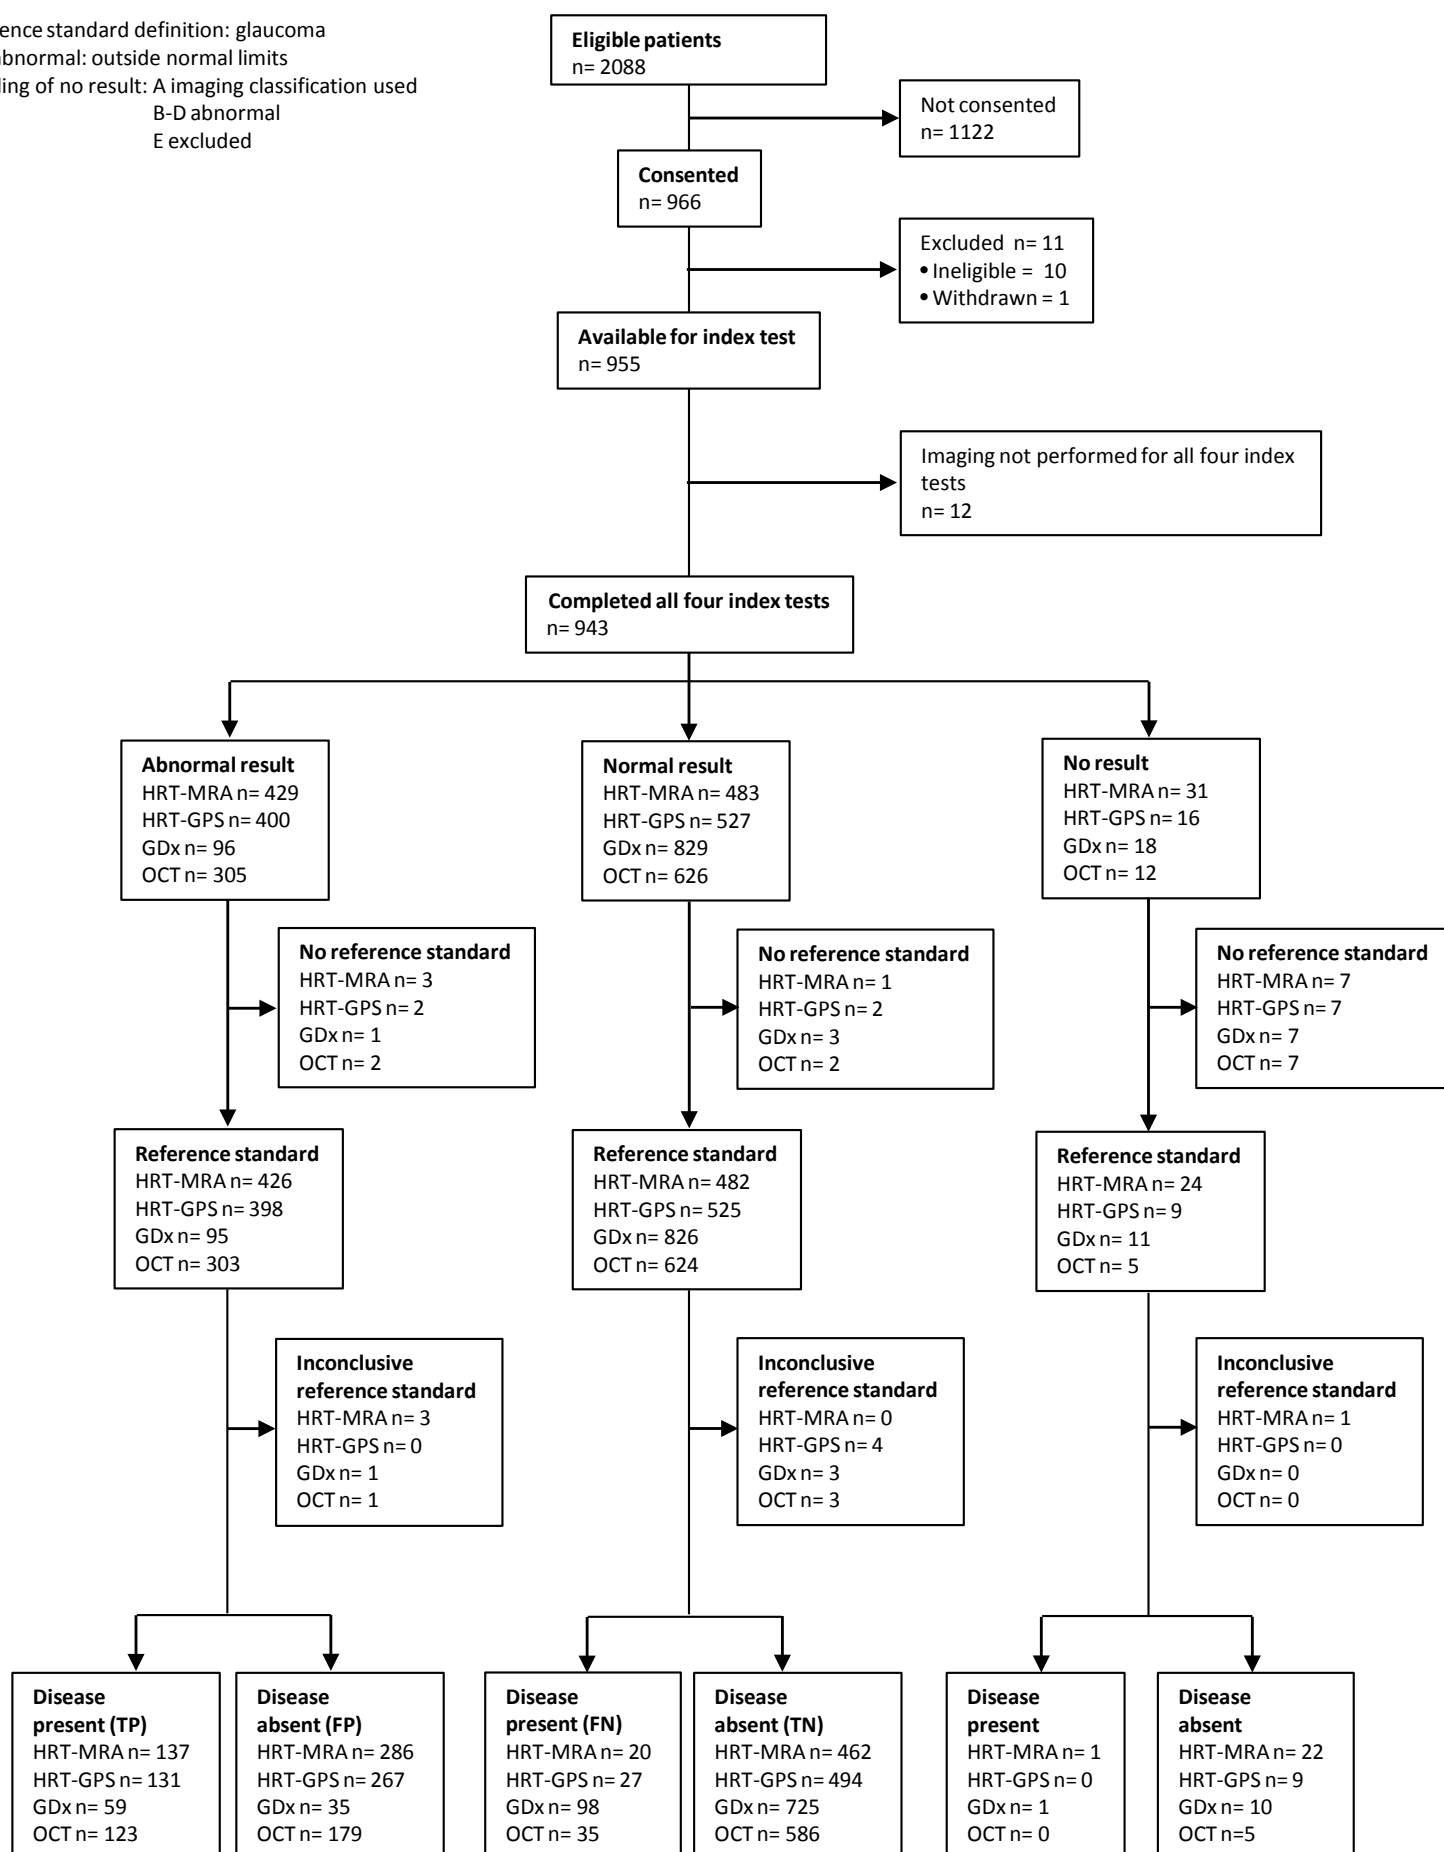 standard definition: glaucoma
abnormal: outside normal limits
of no result: A imaging classification used
B-D abnormal
E excluded
Eligible patients
n= 2088
Not consented
n= 1122
Consented
n= 966
Excluded n= 11
• Ineligible = 10
• Withdrawn = 1
Available for index test
n= 955
Imaging not performed for all four index
tests
n= 12
Completed all four index tests
n= 943
Abnormal result
HRT-MRA n= 429
HRT-GPS n= 400
GDx n= 96
OCT n= 305
Normal result
HRT-MRA n= 483
HRT-GPS n= 527
GDx n= 829
OCT n= 626
No result
HRT-MRA n= 31
HRT-GPS n= 16
GDx n= 18
OCT n= 12
No reference standard
HRT-MRA n= 3
HRT-GPS n= 2
GDx n= 1
OCT n= 2
No reference standard
HRT-MRA n= 1
HRT-GPS n= 2
GDx n= 3
OCT n= 2
No reference standard
HRT-MRA n= 7
HRT-GPS n= 7
GDx n= 7
OCT n= 7
Reference standard
HRT-MRA n= 426
HRT-GPS n= 398
GDx n= 95
OCT n= 303
Reference standard
HRT-MRA n= 482
HRT-GPS n= 525
GDx n= 826
OCT n= 624
Reference standard
HRT-MRA n= 24
HRT-GPS n= 9
GDx n= 11
OCT n= 5
Inconclusive
reference standard
HRT-MRA n= 3
HRT-GPS n= 0
GDx n= 1
OCT n= 1
Inconclusive
reference standard
HRT-MRA n= 0
HRT-GPS n= 4
GDx n= 3
OCT n= 3
Inconclusive
reference standard
HRT-MRA n= 1
HRT-GPS n= 0
GDx n= 0
OCT n= 0
Disease
present (TP)
HRT-MRA n= 137
HRT-GPS n= 131
GDx n= 59
OCT n= 123
Disease
absent (FP)
HRT-MRA n= 286
HRT-GPS n= 267
GDx n= 35
OCT n= 179
Disease
present (FN)
HRT-MRA n= 20
HRT-GPS n= 27
GDx n= 98
OCT n= 35
Disease
absent (TN)
HRT-MRA n= 462
HRT-GPS n= 494
GDx n= 725
OCT n= 586
Disease
present
HRT-MRA n= 1
HRT-GPS n= 0
GDx n= 1
OCT n= 0
Disease
absent
HRT-MRA n= 22
HRT-GPS n= 9
GDx n= 10
OCT n=5